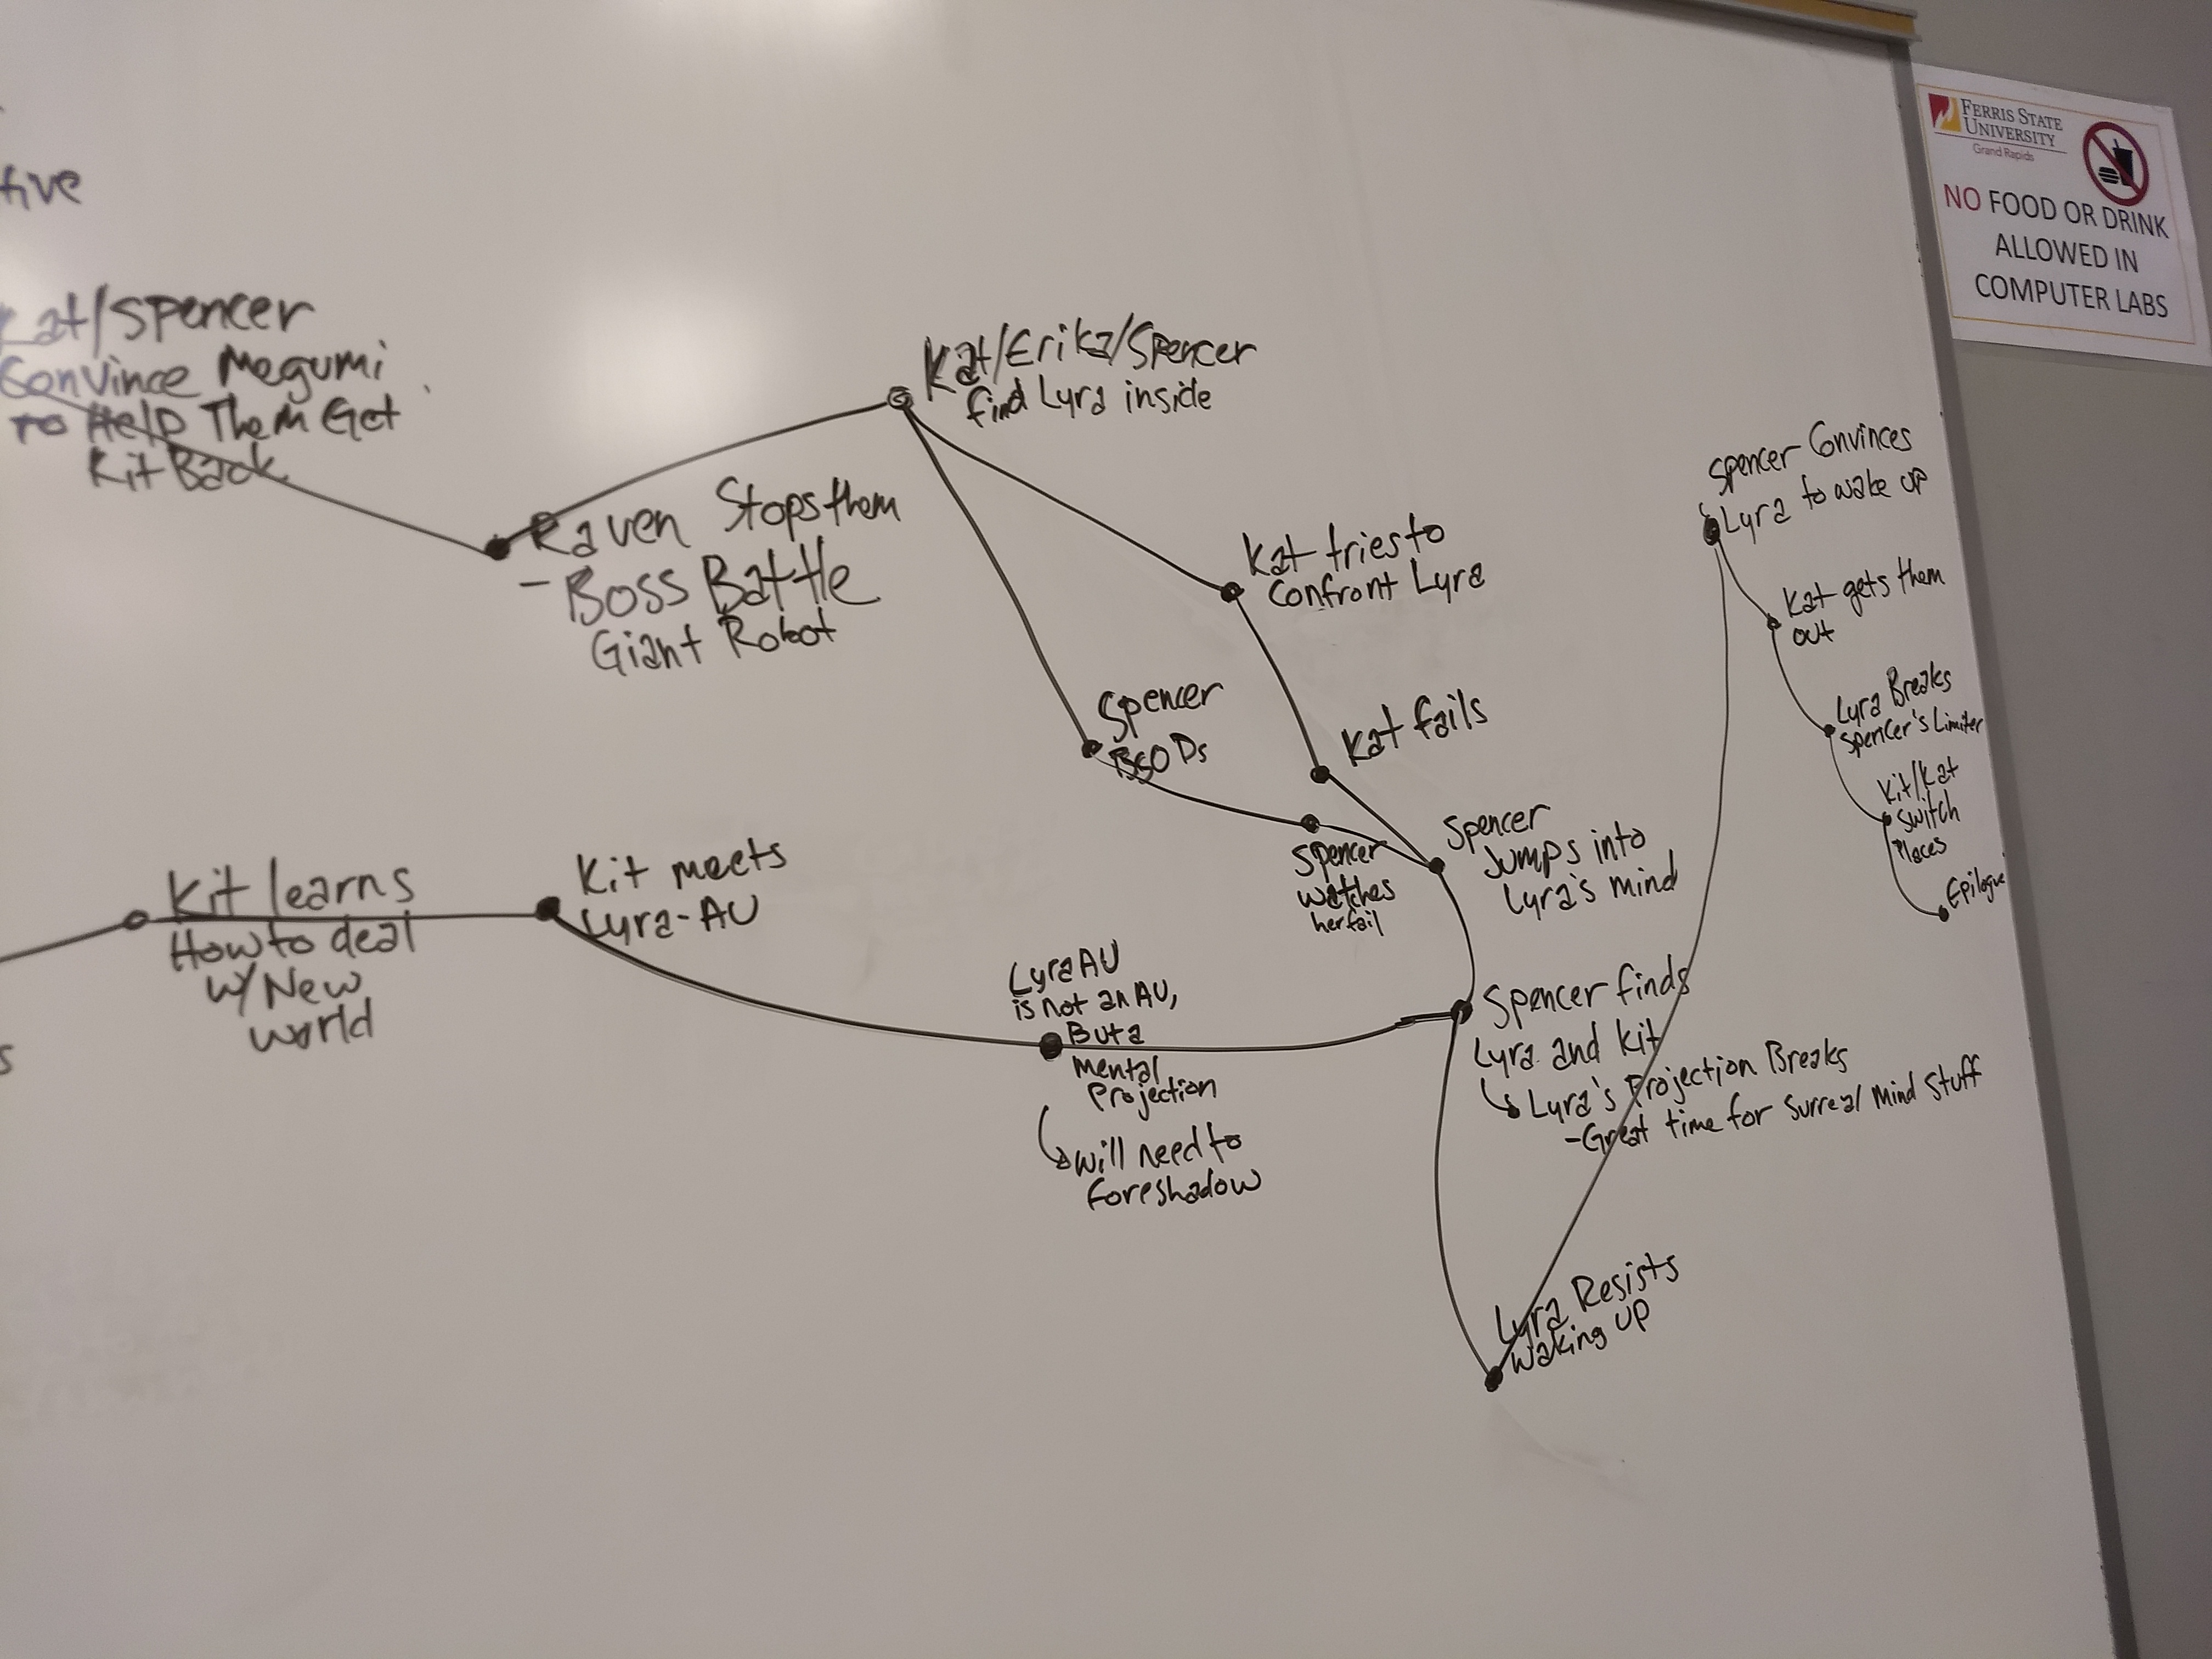 FERRIS STATE
UNIVERSITY
Grand Rapids
NO FOOD OR DRINK
ALLOWED IN
COMPUTER LABS
Kat/Spencer
Convince Megumi
To Help Them Get
Kit Back
Raven Stops them
- Boss Battle
Giant Robot
Kat/Erika/Spencer
find Lyra inside
Kat tries to
Confront Lyra
Kat fails
Spencer
BSODs
Spencer
watches
her fail
Spencer
Jumps into
Lyra's mind
Kit learns
How to deal
w/ New
world
Kit meets
Lyra-AU
Lyra AU
is not an AU,
But a
Mental
Projection
will need to
foreshadow
Spencer finds
Lyra and Kit
Lyra's Projection Breaks
-Great time for Surreal Mind Stuff
Lyra Resists
Waking UP
Spencer Convinces
Lyra to wake up
Kat gets them
out
Lyra Breaks
Spencer's Limiter
Kit/Kat
Switch
Places
Epilogue